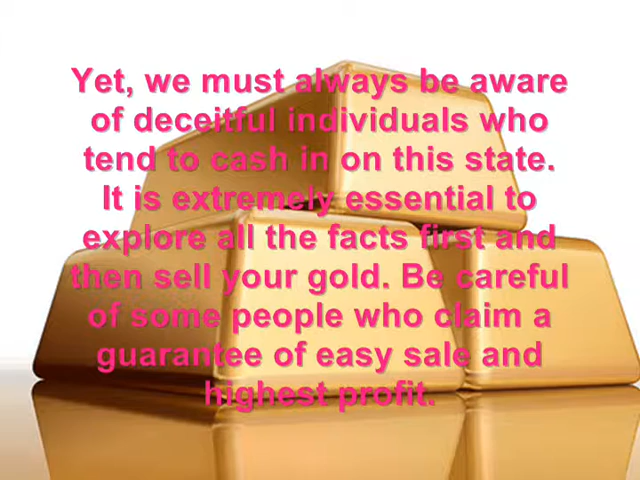 Yet, we must always be aware
of deceitful individuals who
tend to cash in on this state.
It is extremely essential to
explore all the facts first and
then sell your gold. Be careful
of some people who claim a
guarantee of easy sale and
highest profit.